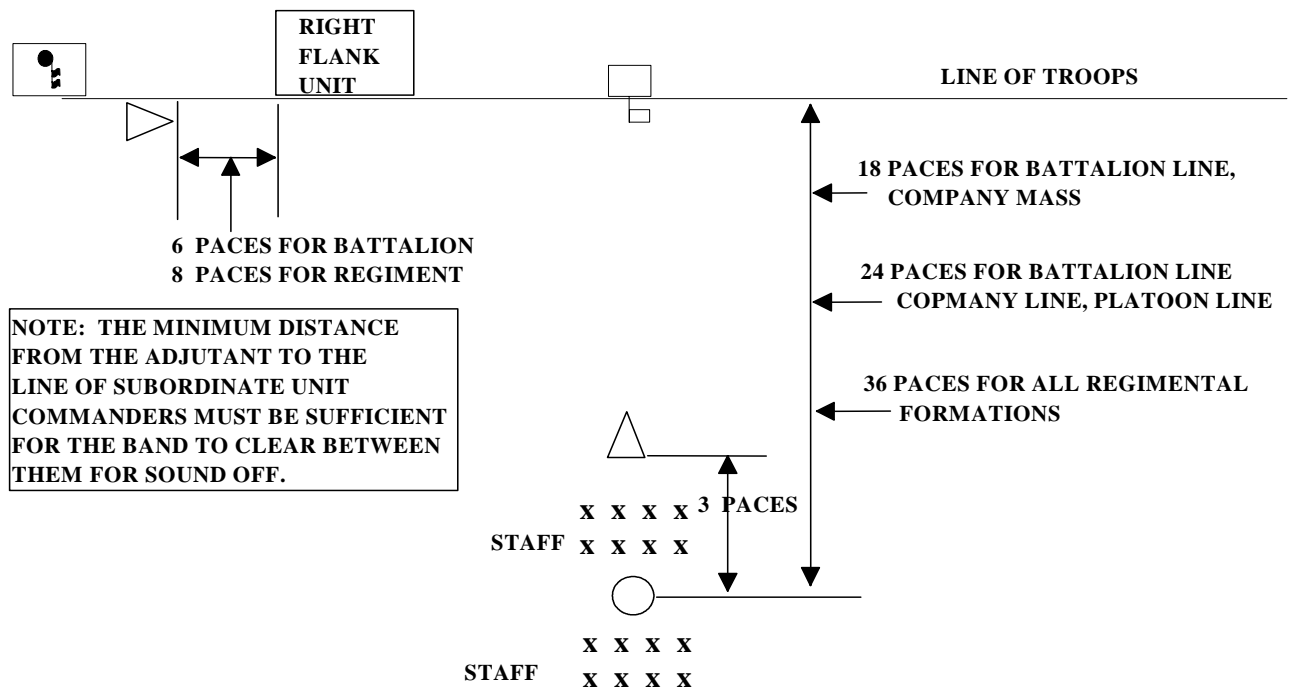 RIGHT
FLANK
UNIT
LINE OF TROOPS
18 PACES FOR BATTALION LINE,
COMPANY MASS
6 PACES FOR BATTALION
8 PACES FOR REGIMENT
24 PACES FOR BATTALION LINE
COPMANY LINE, PLATOON LINE
NOTE: THE MINIMUM DISTANCE
FROM THE ADJUTANT TO THE
LINE OF SUBORDINATE UNIT
COMMANDERS MUST BE SUFFICIENT
FOR THE BAND TO CLEAR BETWEEN
THEM FOR SOUND OFF.
36 PACES FOR ALL REGIMENTAL
FORMATIONS
X X X X 3 PACES
STAFF X X X X
X X X X
STAFF X X X X